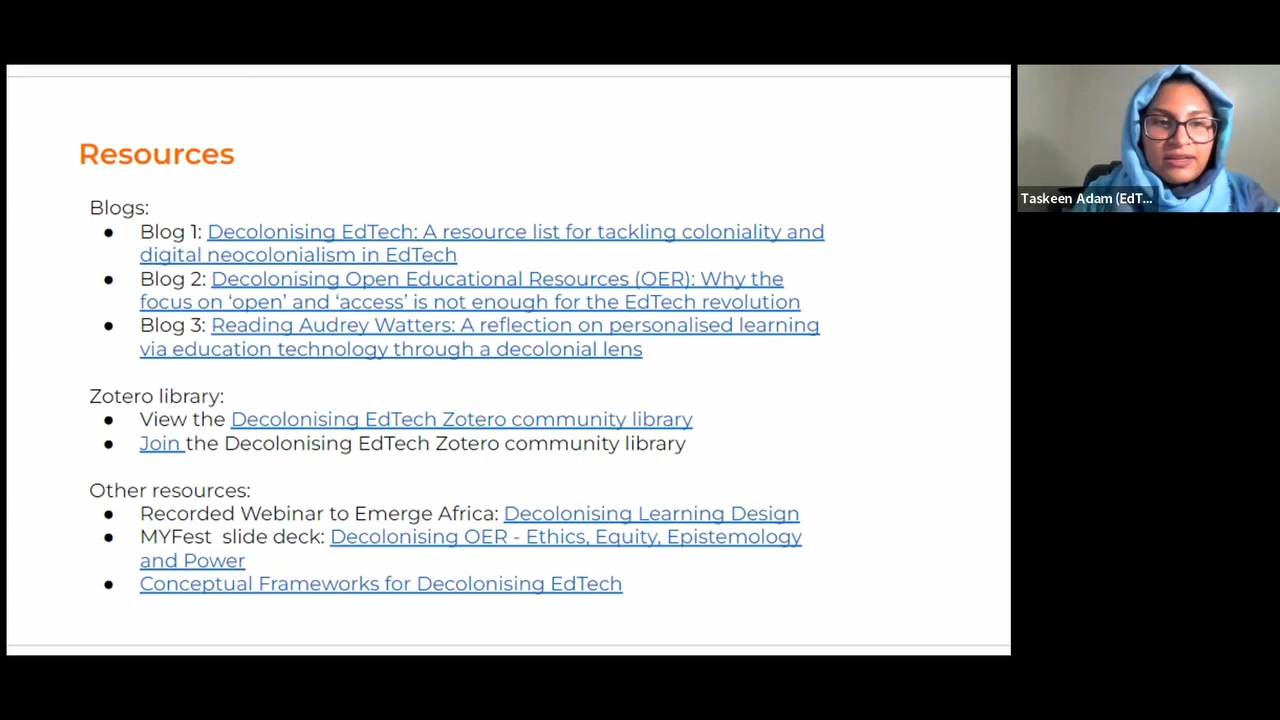 Resources
Blogs:
● Blog 1: Decolonising EdTech: A resource list for tackling coloniality and
digital neocolonialism in EdTech
● Blog 2: Decolonising Open Educational Resources (OER): Why the
focus on ‘open’ and ‘access’ is not enough for the EdTech revolution
● Blog 3: Reading Audrey Watters: A reflection on personalised learning
via education technology through a decolonial lens
Zotero library:
● View the Decolonising EdTech Zotero community library
● Join the Decolonising EdTech Zotero community library
Other resources:
● Recorded Webinar to Emerge Africa: Decolonising Learning Design
● MYFest slide deck: Decolonising OER - Ethics, Equity, Epistemology
and Power
● Conceptual Frameworks for Decolonising EdTech
Taskeen Adam (EdT...